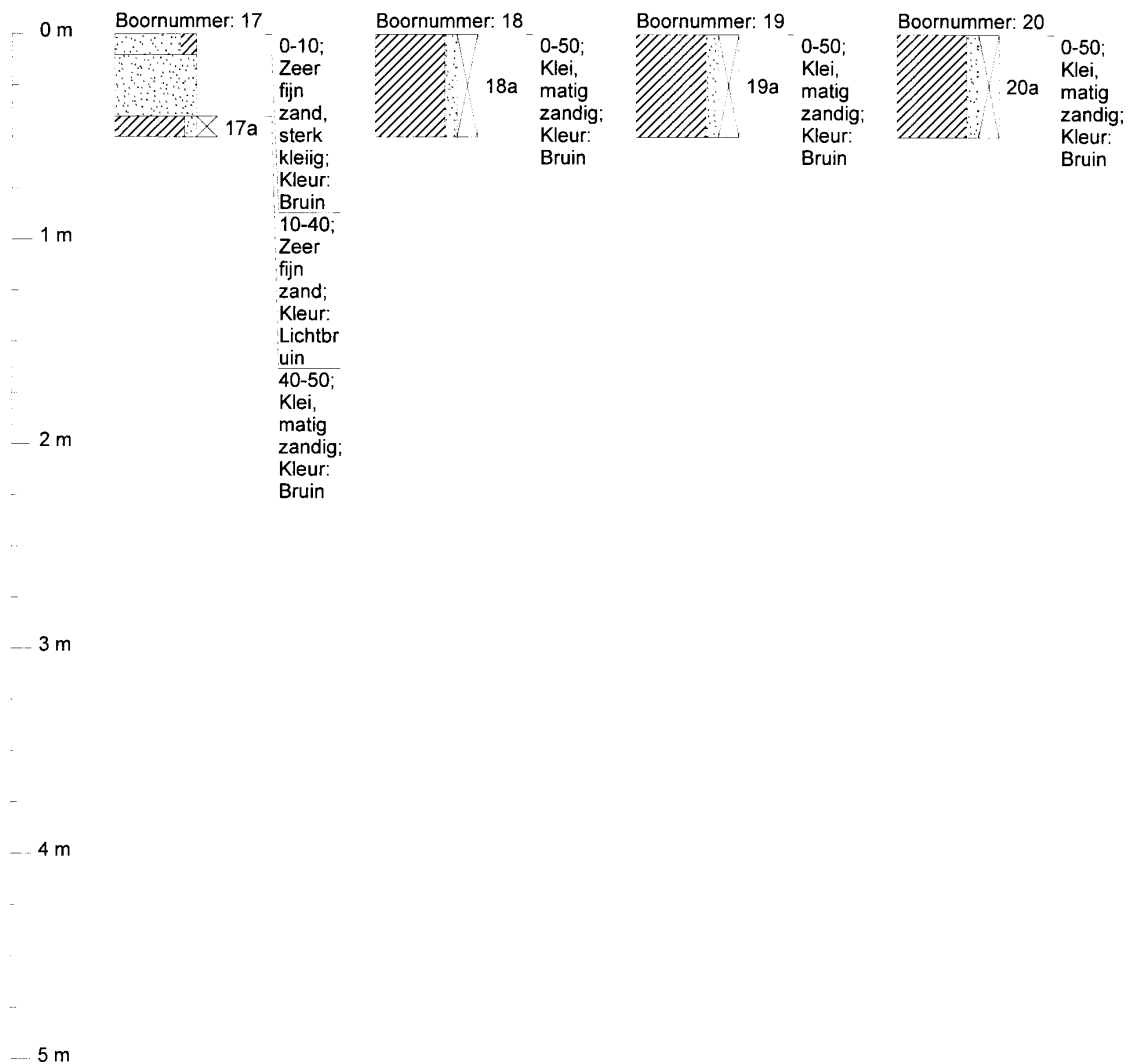 Boornummer: 17
0-10;
Zeer
fijn
zand,
sterk
kleiig;
Kleur:
Bruin
10-40;
Zeer
fijn
zand;
Kleur:
Lichtbr
uin
40-50;
Klei,
matig
zandig;
Kleur:
Bruin
17a
Boornummer: 18
0-50;
Klei,
matig
zandig;
Kleur:
Bruin
18a
Boornummer: 19
0-50;
Klei,
matig
zandig;
Kleur:
Bruin
19a
Boornummer: 20
0-50;
Klei,
matig
zandig;
Kleur:
Bruin
20a
0 m
1 m
2 m
3 m
4 m
5 m